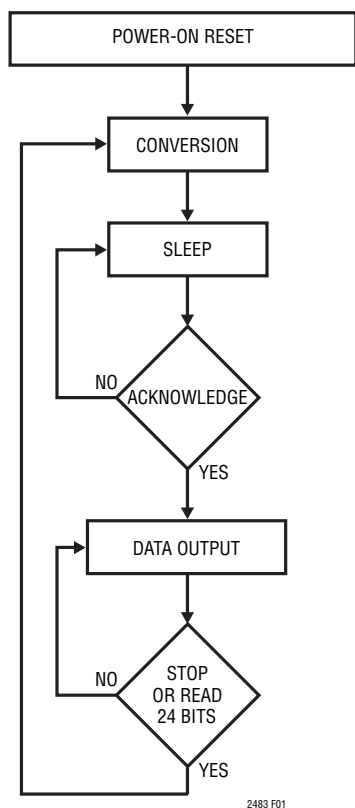 POWER-ON RESET
CONVERSION
SLEEP
NO
ACKNOWLEDGE
YES
DATA OUTPUT
NO
STOP
OR READ
24 BITS
YES
2483 F01